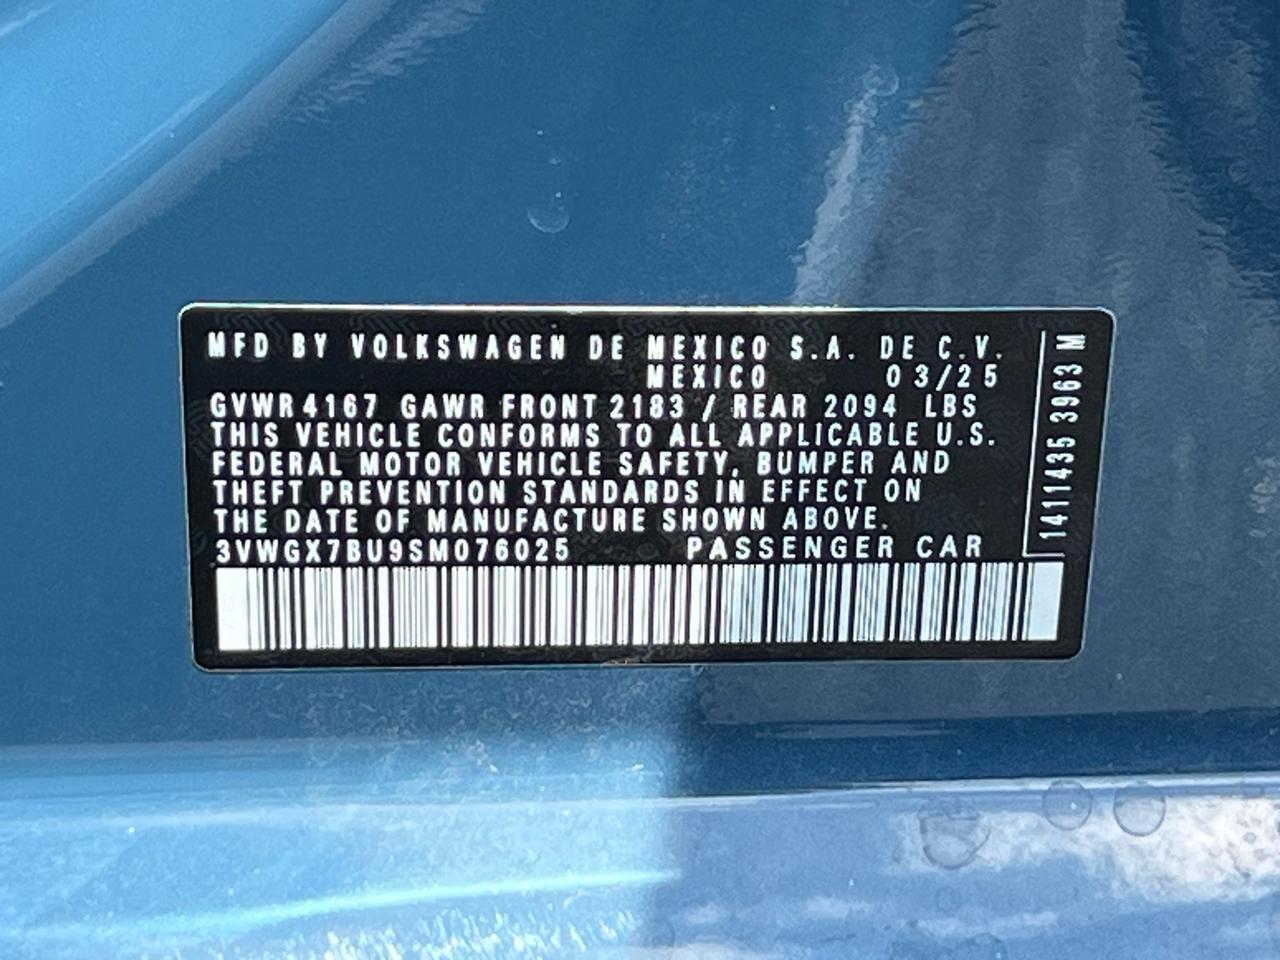 MFD BY VOLKSWAGEN DE MEXICO S.A. DE C.V.
MEXICO 03/25
GVWR 4167 GAWR FRONT 2183 / REAR 2094 LBS
THIS VEHICLE CONFORMS TO ALL APPLICABLE U.S.
FEDERAL MOTOR VEHICLE SAFETY, BUMPER AND
THEFT PREVENTION STANDARDS IN EFFECT ON
THE DATE OF MANUFACTURE SHOWN ABOVE.
3VWGX7BU9SM076025 PASSENGER CAR
1411435 3963 M